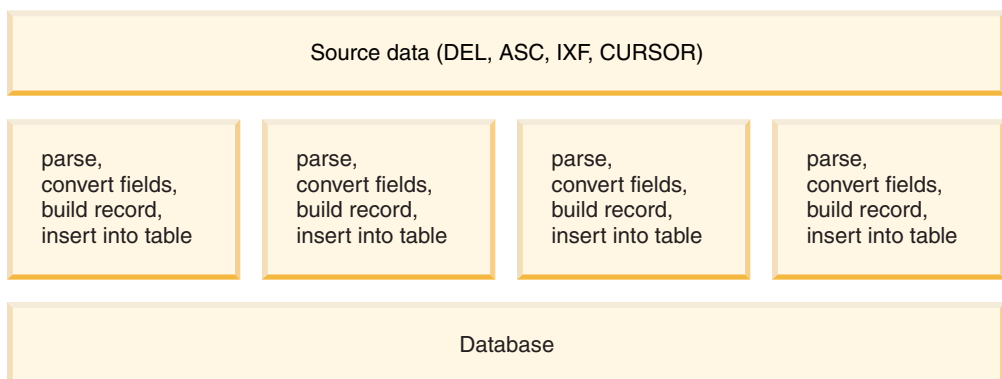 Source data (DEL, ASC, IXF, CURSOR)
parse,
convert fields,
build record,
insert into table
parse,
convert fields,
build record,
insert into table
parse,
convert fields,
build record,
insert into table
parse,
convert fields,
build record,
insert into table
Database